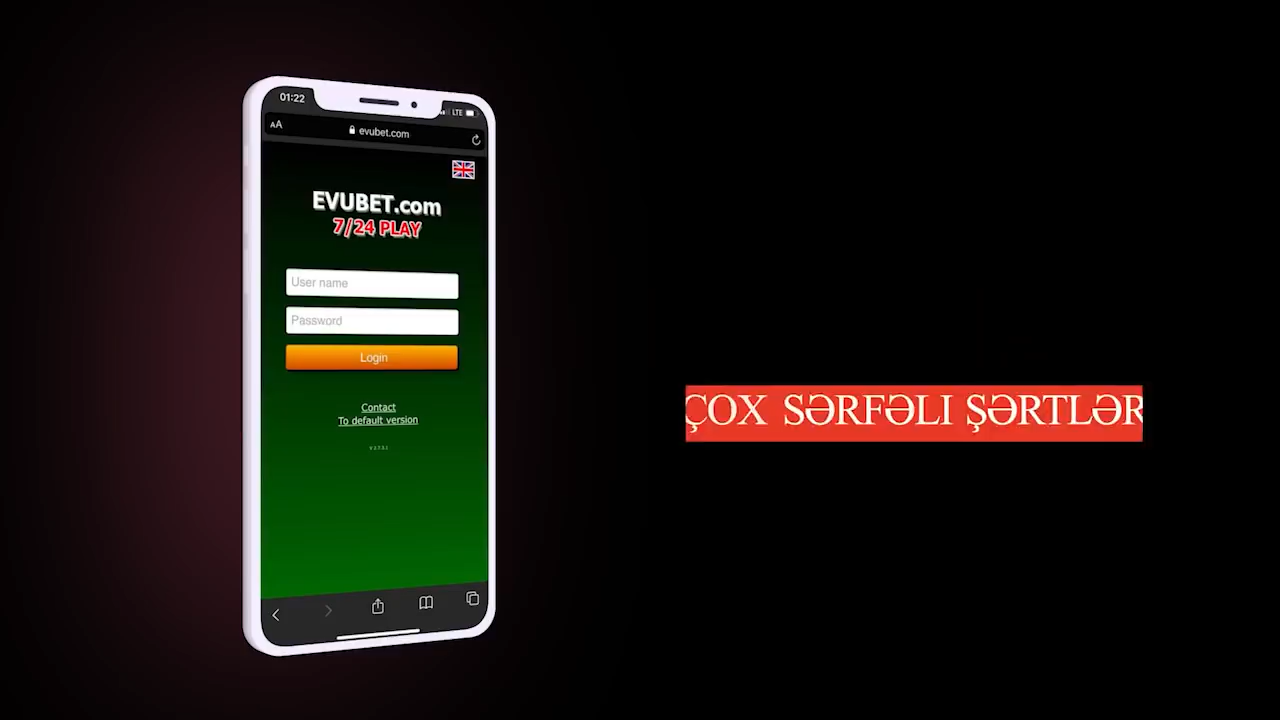 01:22
LTE
AA
evubet.com
EVUBET.com
7/24 PLAY
User name
Password
Login
Contact
To default version
ÇOX SƏRFƏLI ŞƏRTLƏR